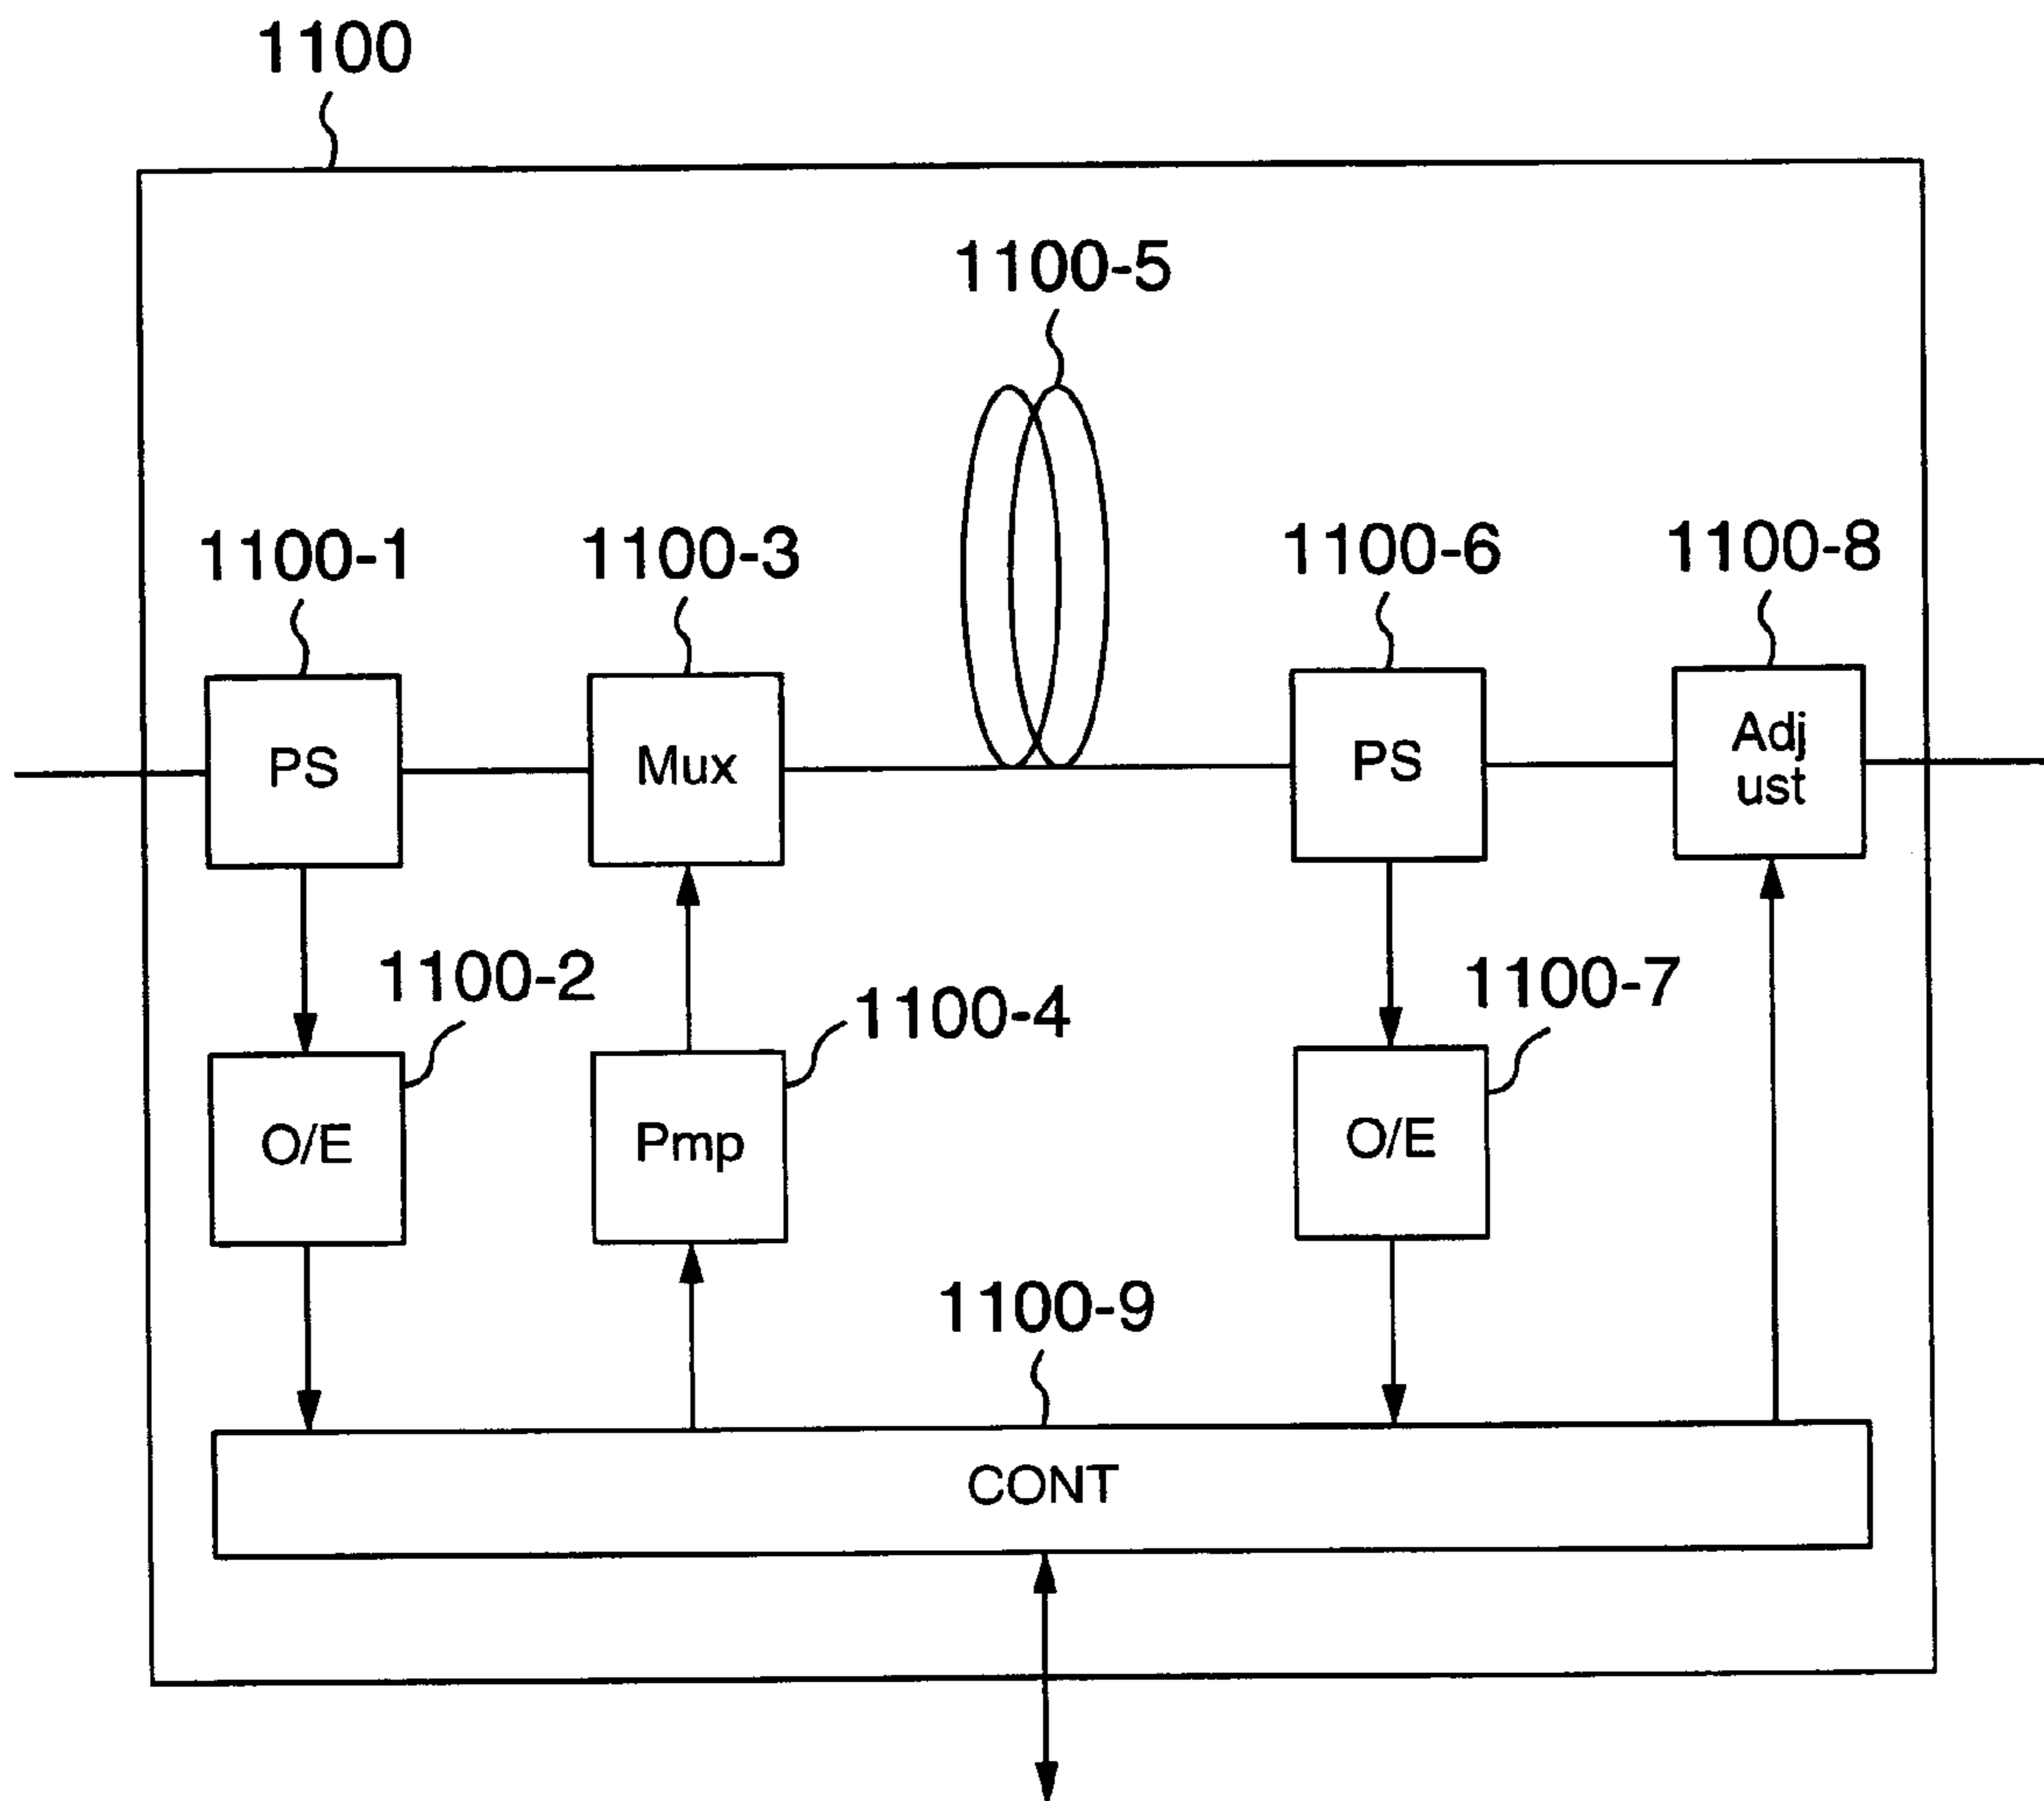 1100
1100-5
1100-1
1100-3
1100-6
1100-8
PS
Mux
PS
Adj
ust
1100-2
1100-4
1100-7
O/E
Pmp
O/E
1100-9
CONT